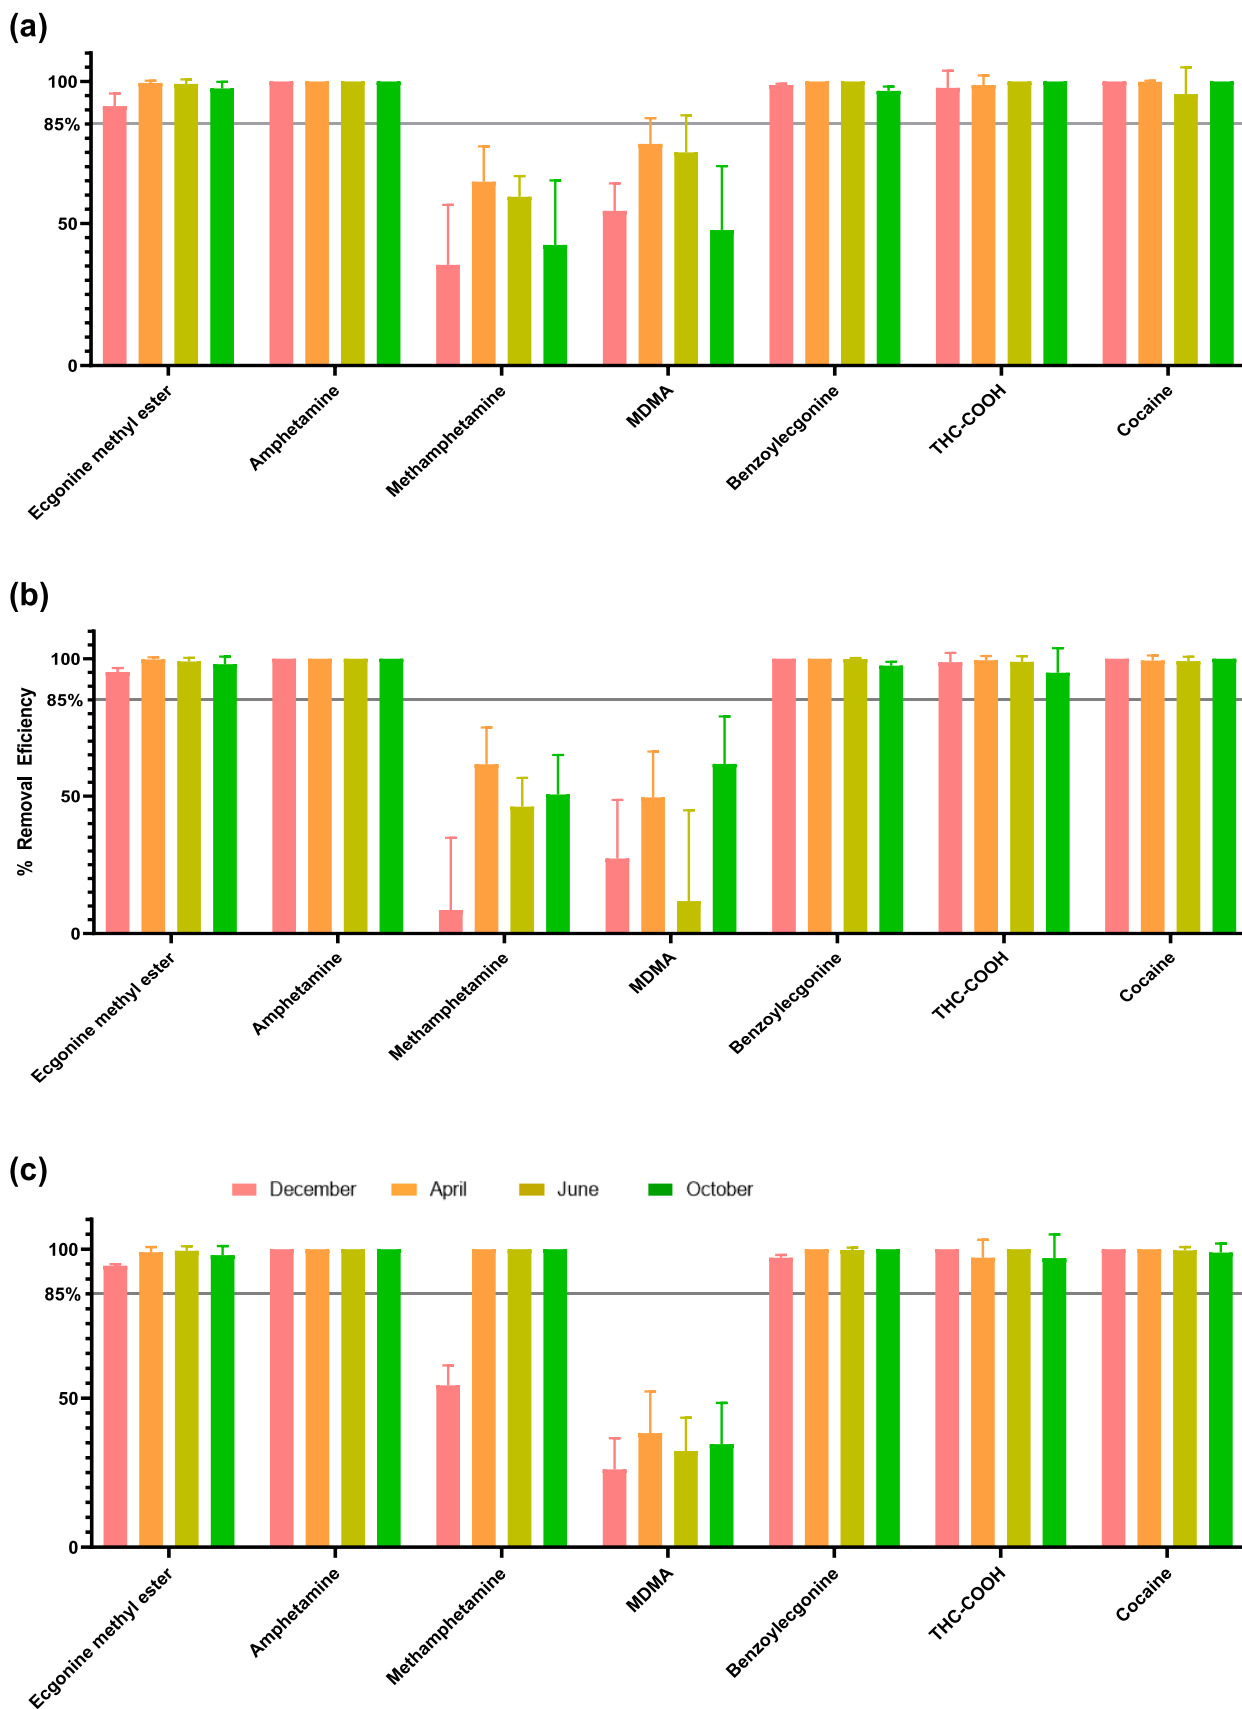 (a)
100
85%
50
0
Ecgonine methyl ester
Amphetamine
Methamphetamine
MDMA
Benzoylecgonine
THC-COOH
Cocaine
(b)
% Removal Eficiency
100
85%
50
0
Ecgonine methyl ester
Amphetamine
Methamphetamine
MDMA
Benzoylecgonine
THC-COOH
Cocaine
(c)
December April June October
100
85%
50
0
Ecgonine methyl ester
Amphetamine
Methamphetamine
MDMA
Benzoylecgonine
THC-COOH
Cocaine